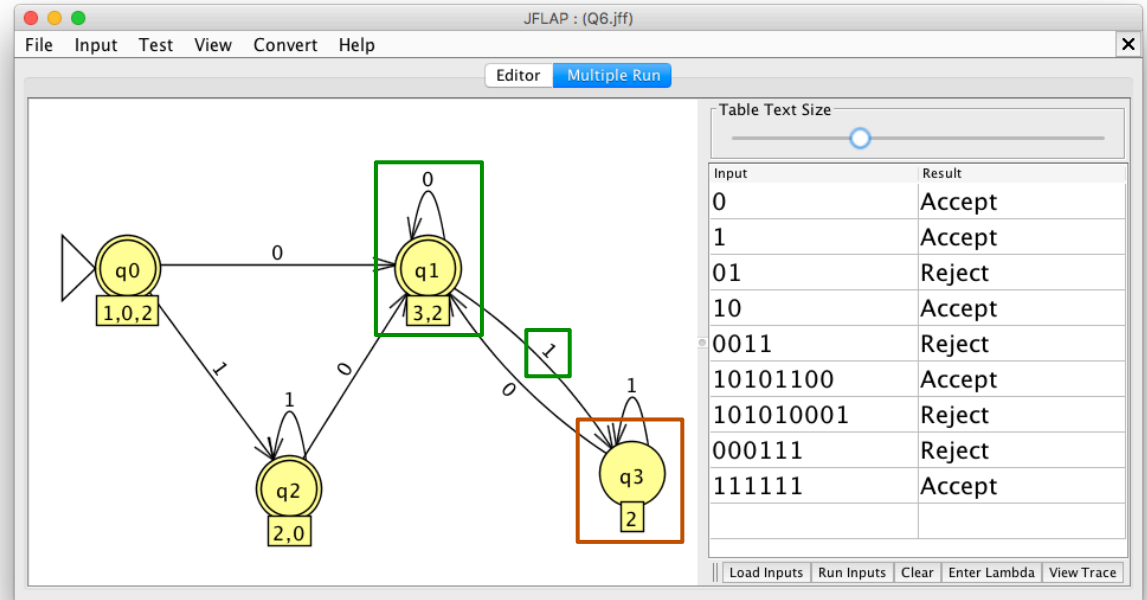 JFLAP : (Q6.jff)
File Input Test View Convert Help
Editor Multiple Run
Table Text Size
Input Result
0 Accept
1 Accept
01 Reject
10 Accept
0011 Reject
10101100 Accept
101010001 Reject
000111 Reject
111111 Accept
0
0
q0
q1
1,0,2
3,2
1
1
0
0
1
1
q2
q3
2,0
2
Load Inputs Run Inputs Clear Enter Lambda View Trace